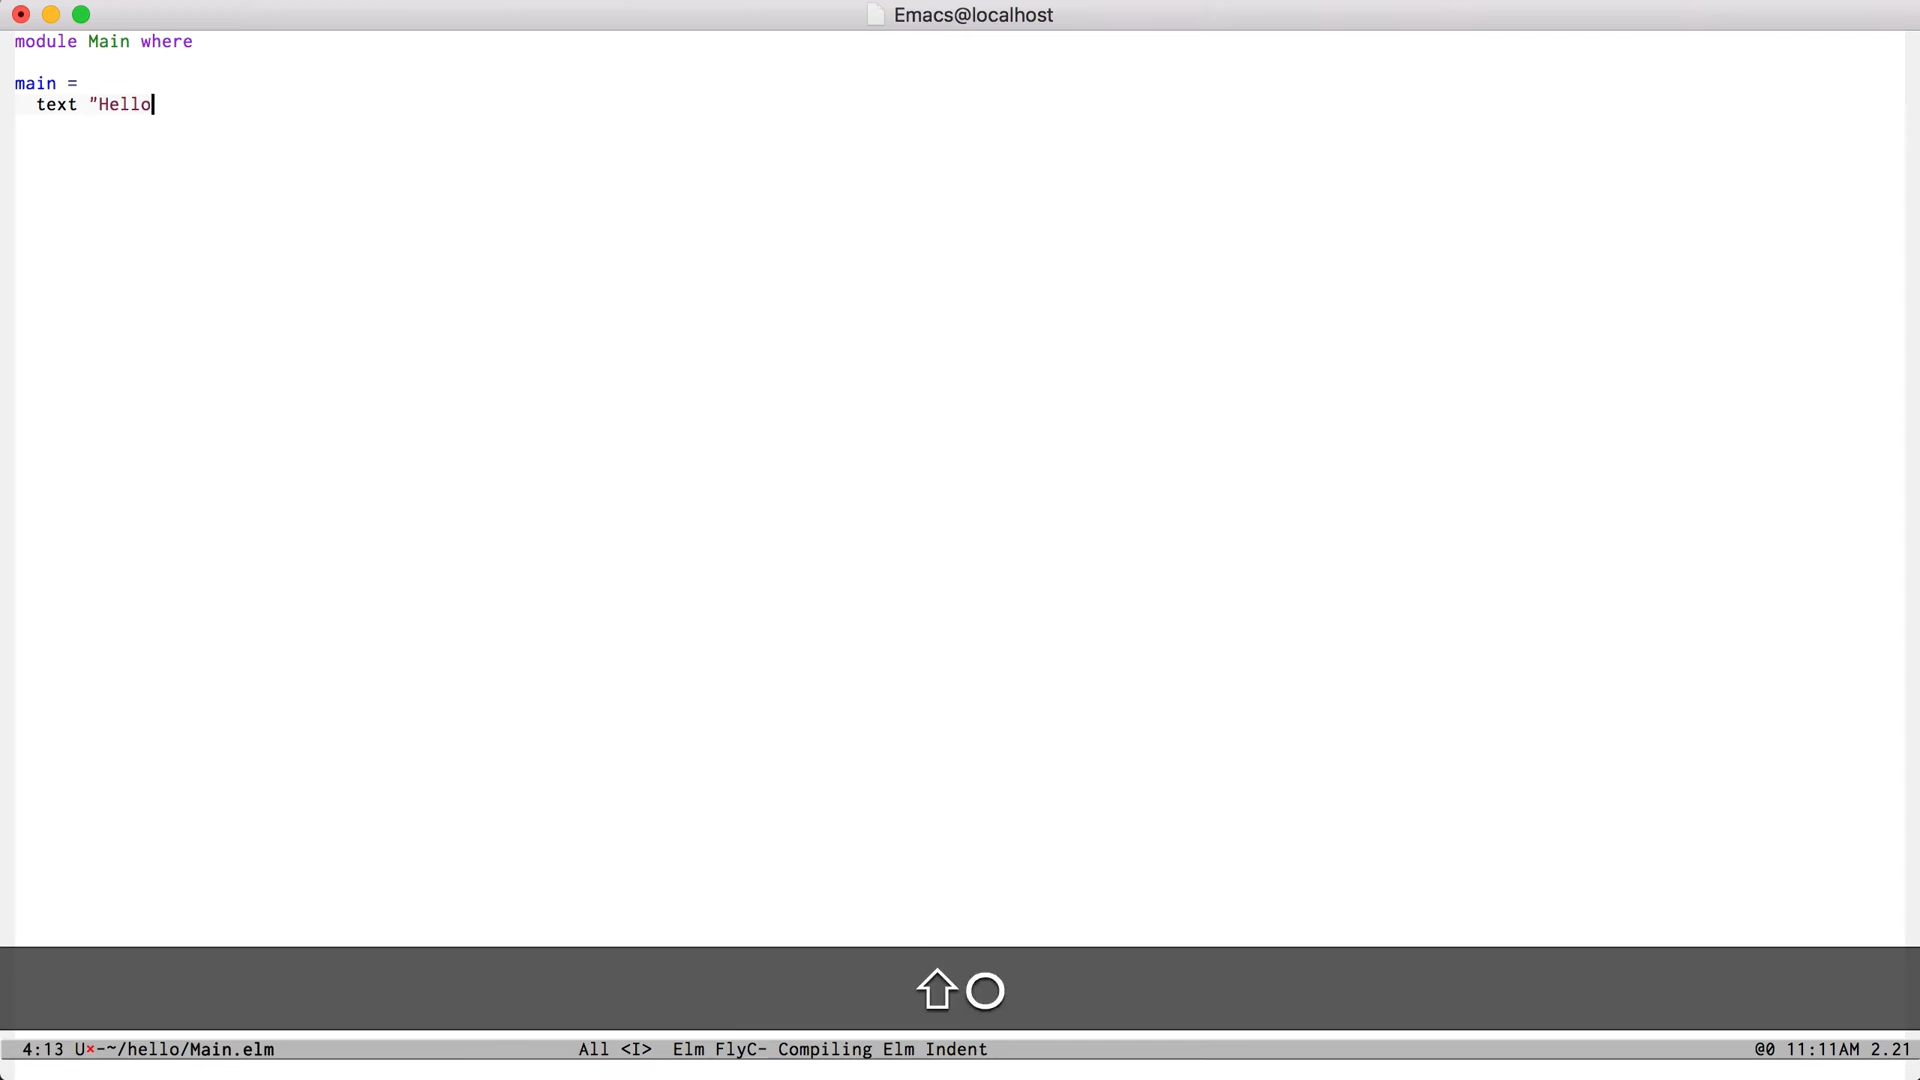 Emacs@localhost
module Main where
main =
  text "Hello
⇧O
4:13 U×-~/hello/Main.elm All <I> Elm FlyC- Compiling Elm Indent @0 11:11AM 2.21